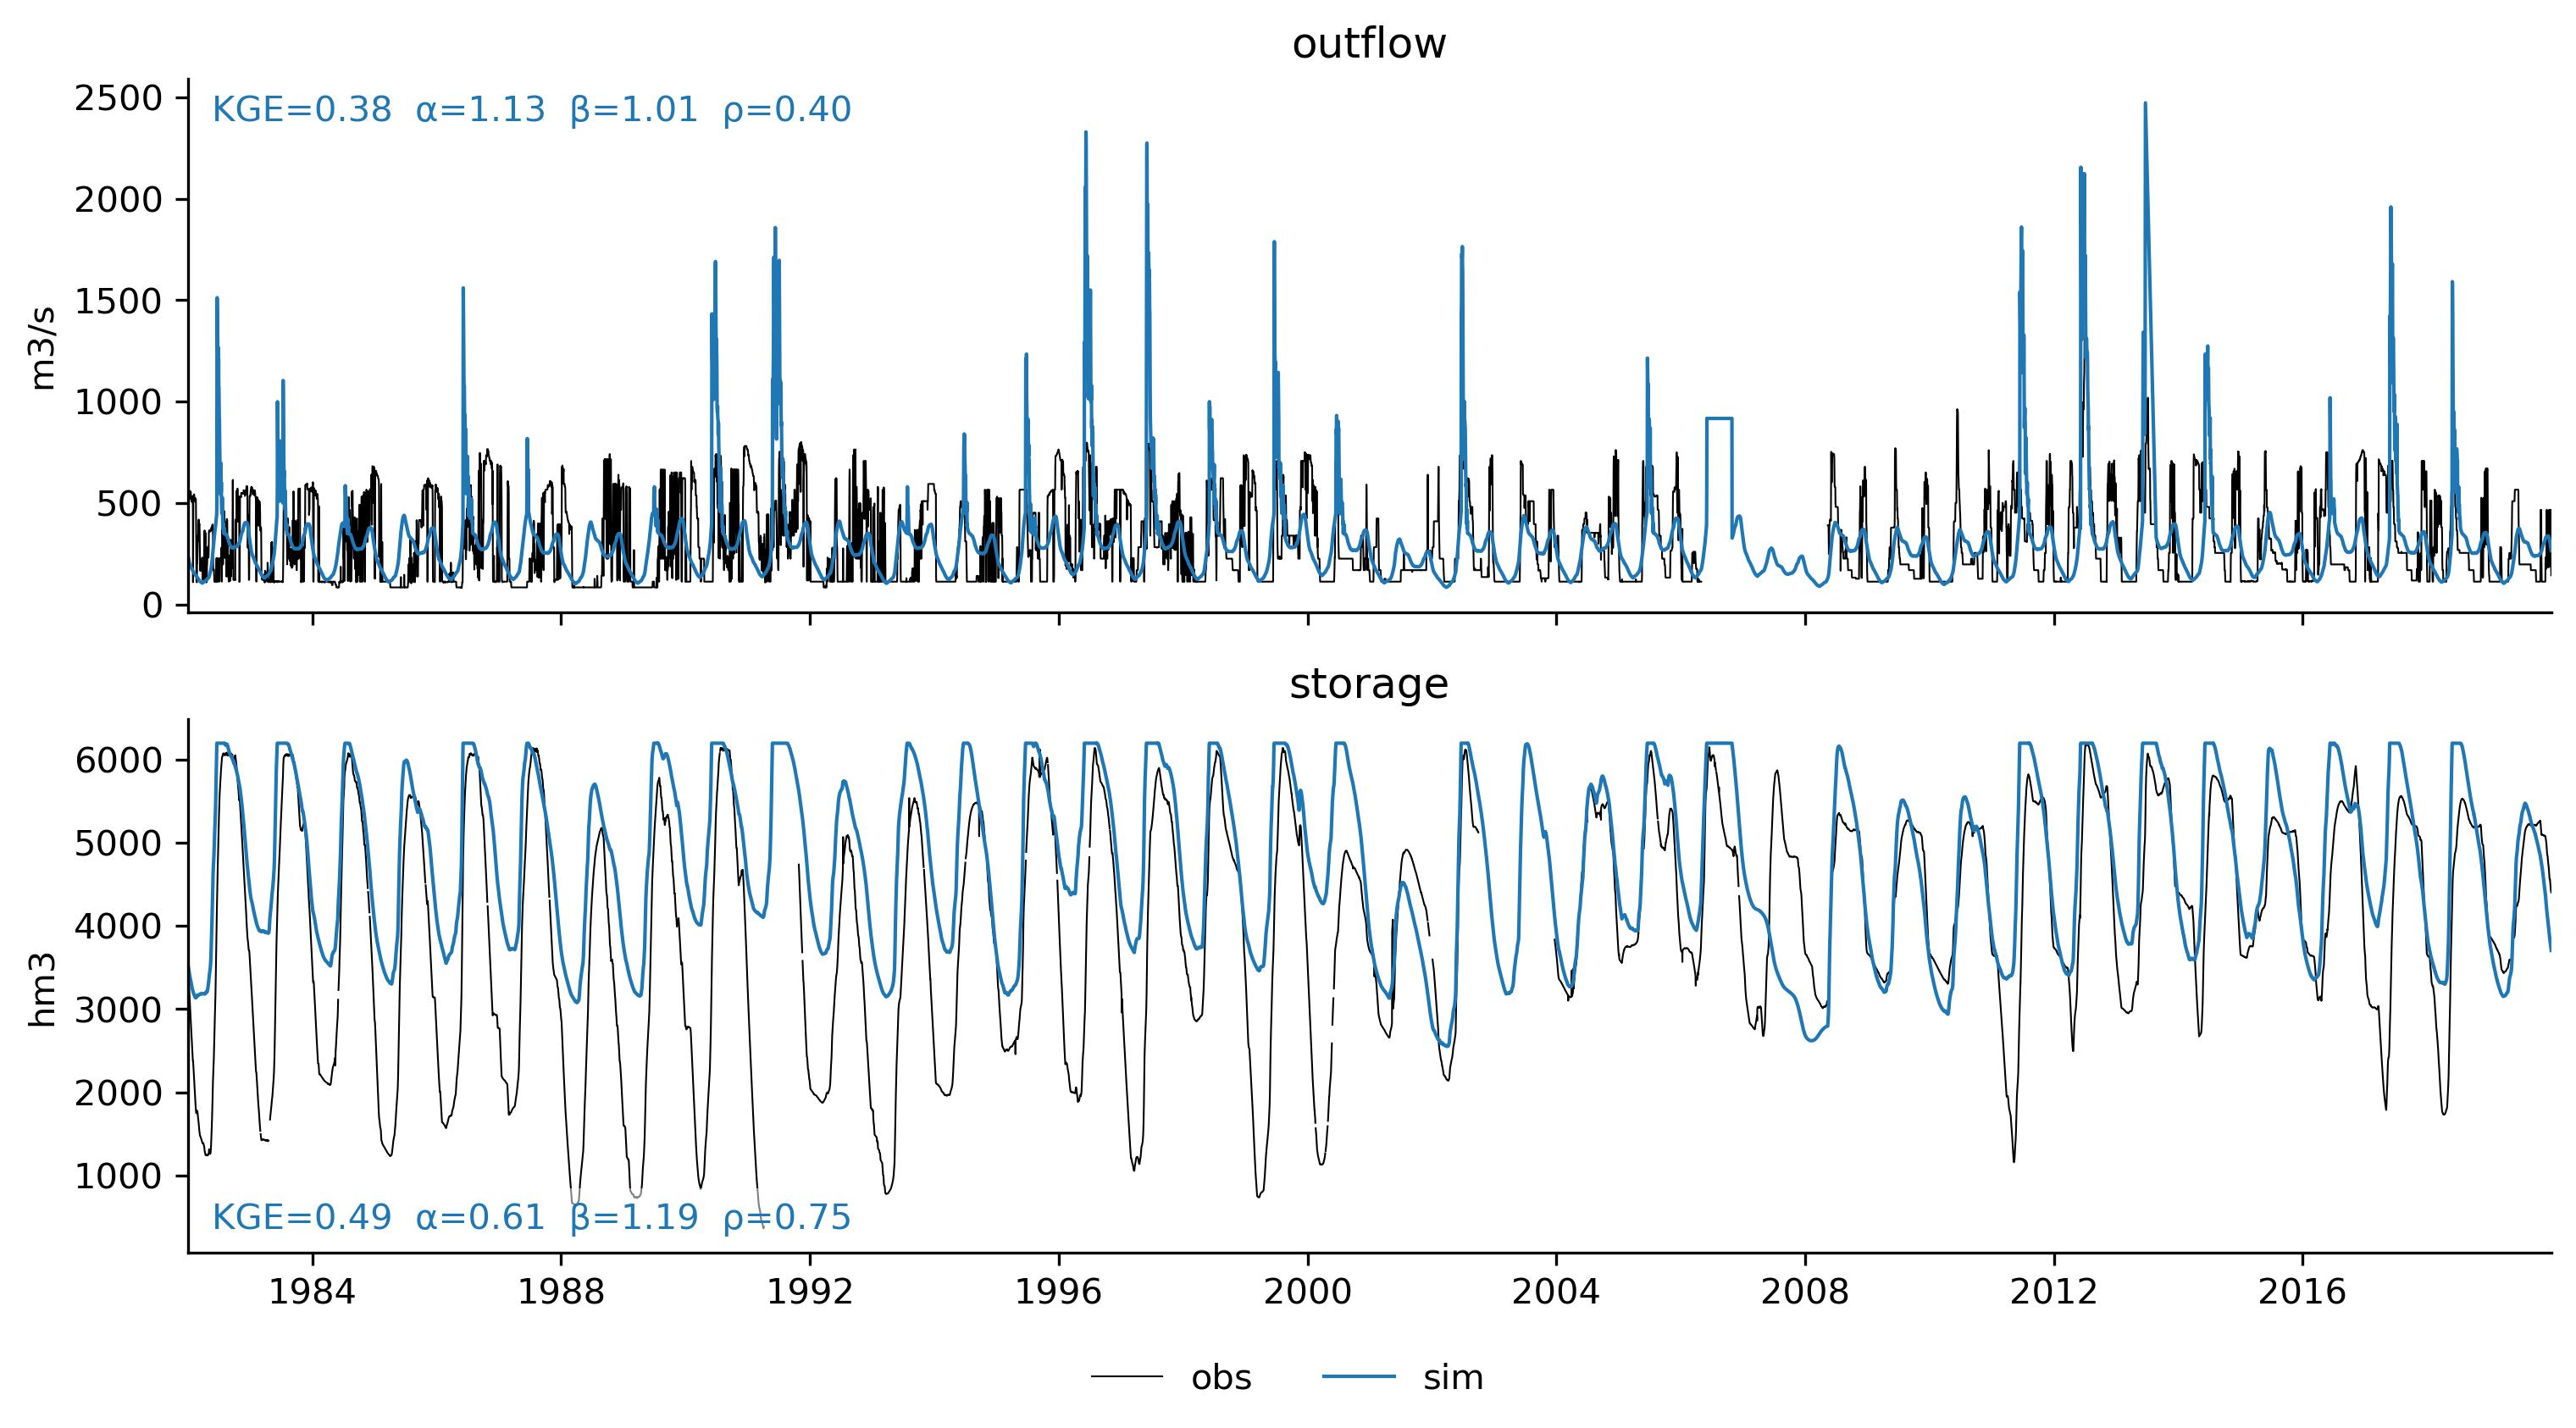 outflow
2500
KGE=0.38 α=1.13 β=1.01 ρ=0.40
2000
1500
m3/s
1000
500
0
storage
6000
5000
4000
hm3
3000
2000
1000
KGE=0.49 α=0.61 β=1.19 ρ=0.75
1984 1988 1992 1996 2000 2004 2008 2012 2016
obs sim